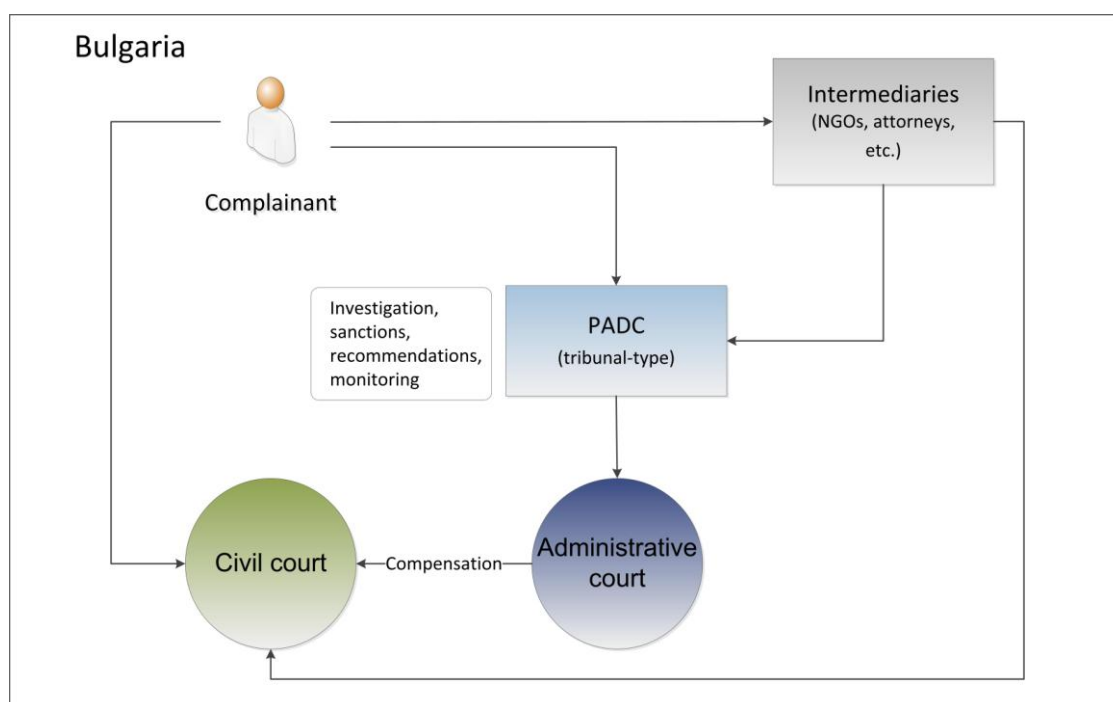 Bulgaria
Complainant
Intermediaries
(NGOs, attorneys,
etc.)
Investigation,
sanctions,
recommendations,
monitoring
PADC
(tribunal-type)
Civil court
Compensation
Administrative
court